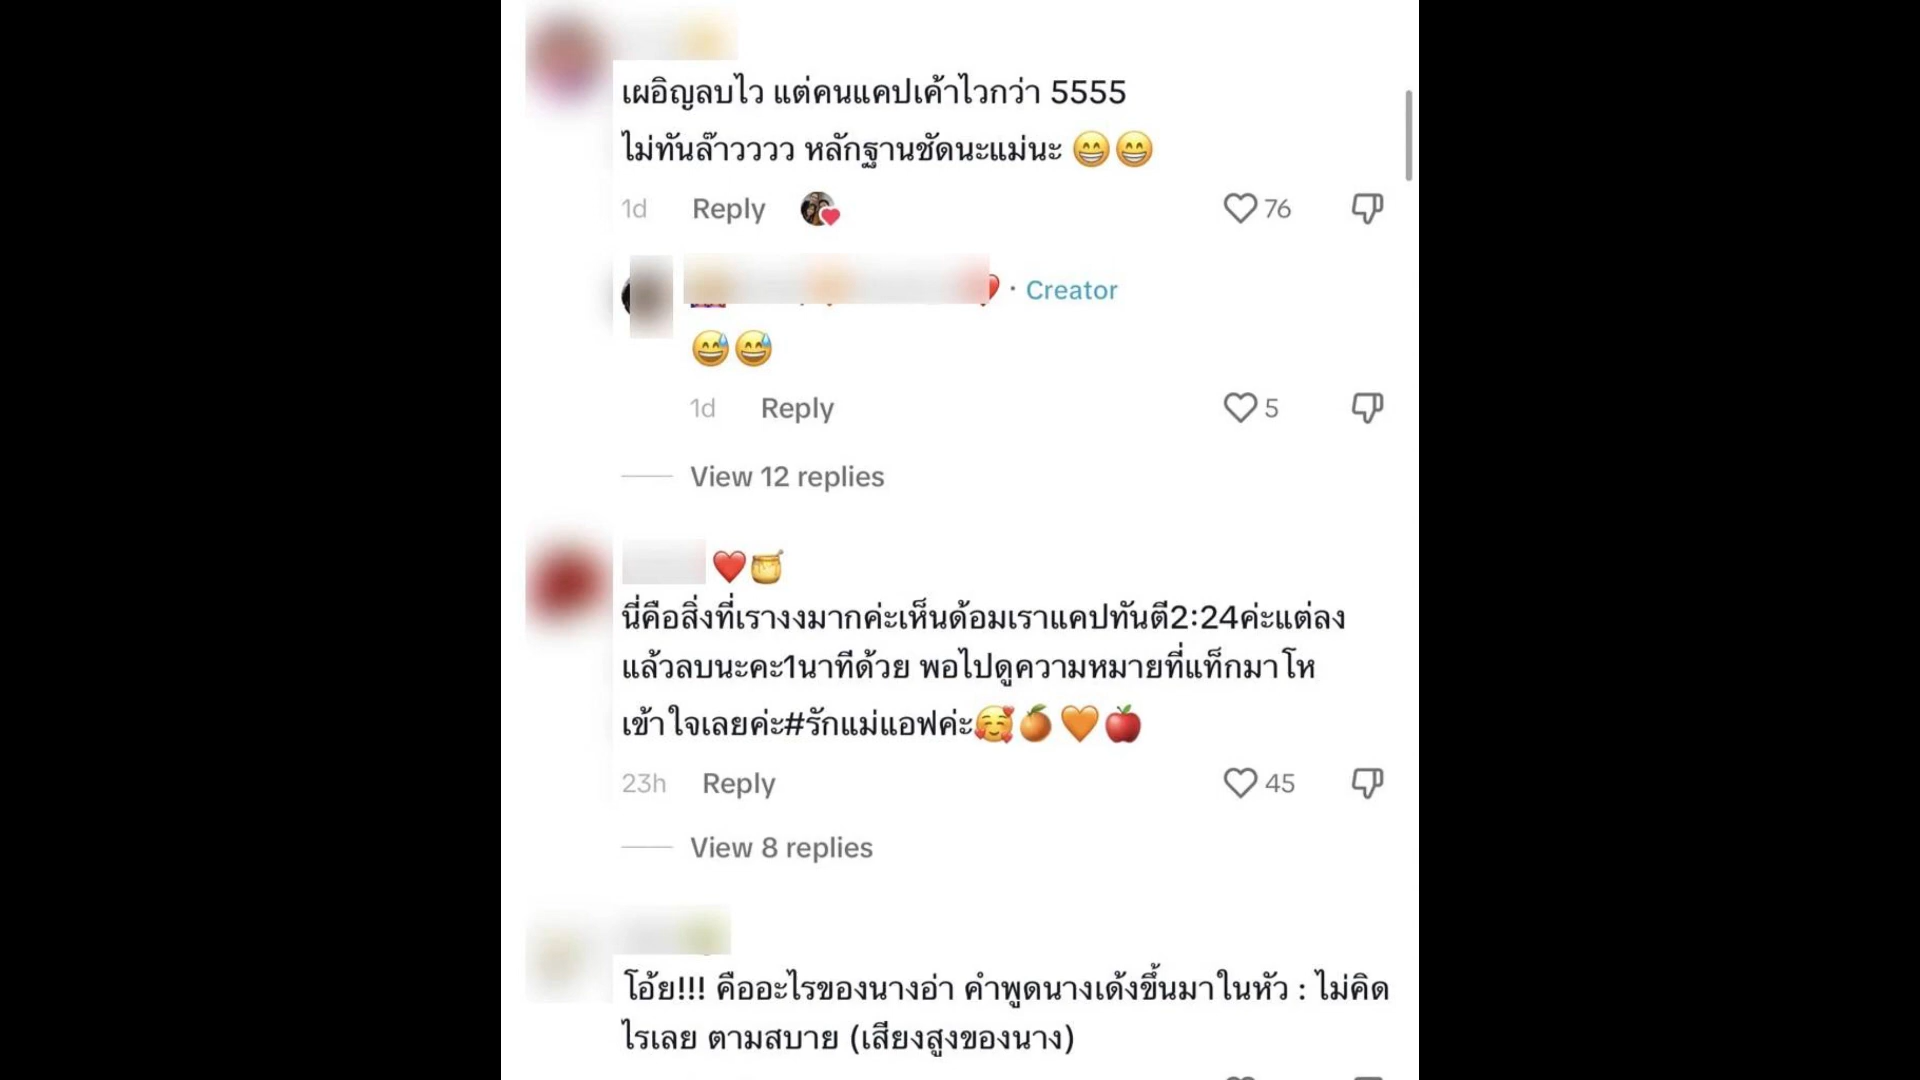 เผอิญลบไว แต่คนแคปเค้าไวกว่า 5555
ไม่ทันล๊าวววว หลักฐานชัดนะแม่นะ 😁😁
1d Reply 76
· Creator
😅😅
1d Reply 5
View 12 replies
❤️🍯
นี่คือสิ่งที่เรางงมากค่ะเห็นด้อมเราแคปทันตี2:24ค่ะแต่ลง
แล้วลบนะคะ1นาทีด้วย พอไปดูความหมายที่แท็กมาโห
เข้าใจเลยค่ะ#รักแม่แอฟค่ะ🥰🍊🧡🍎
23h Reply 45
View 8 replies
โอ้ย!!! คืออะไรของนางอ่า คำพูดนางเด้งขึ้นมาในหัว : ไม่คิด
ไรเลย ตามสบาย (เสียงสูงของนาง)